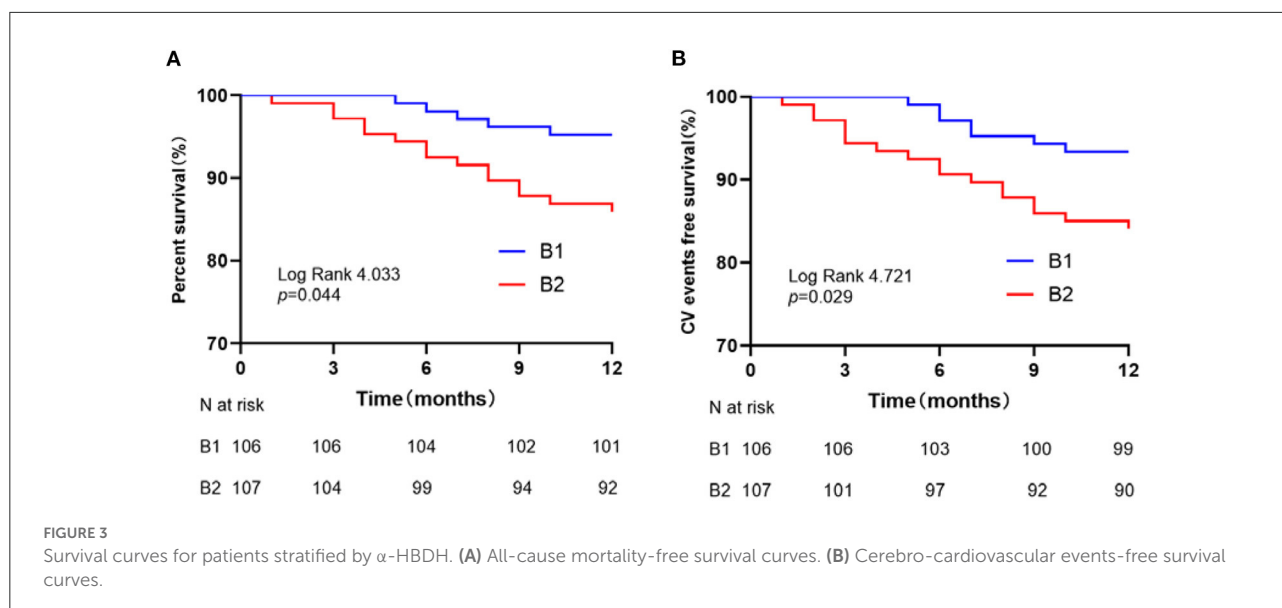 A
Percent survival(%)
100
90
80
70
0 3 6 9 12
B1
B2
Log Rank 4.033
p=0.044
Time(months)
N at risk
B1 106 106 104 102 101
B2 107 104 99 94 92
B
CV events free survival(%)
100
90
80
70
0 3 6 9 12
B1
B2
Log Rank 4.721
p=0.029
Time(months)
N at risk
B1 106 106 103 100 99
B2 107 101 97 92 90
FIGURE 3
Survival curves for patients stratified by α-HBDH. (A) All-cause mortality-free survival curves. (B) Cerebro-cardiovascular events-free survival
curves.